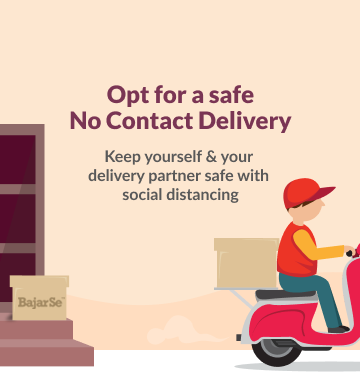 Opt for a safe
No Contact Delivery
Keep yourself & your
delivery partner safe with
social distancing
BajarSe